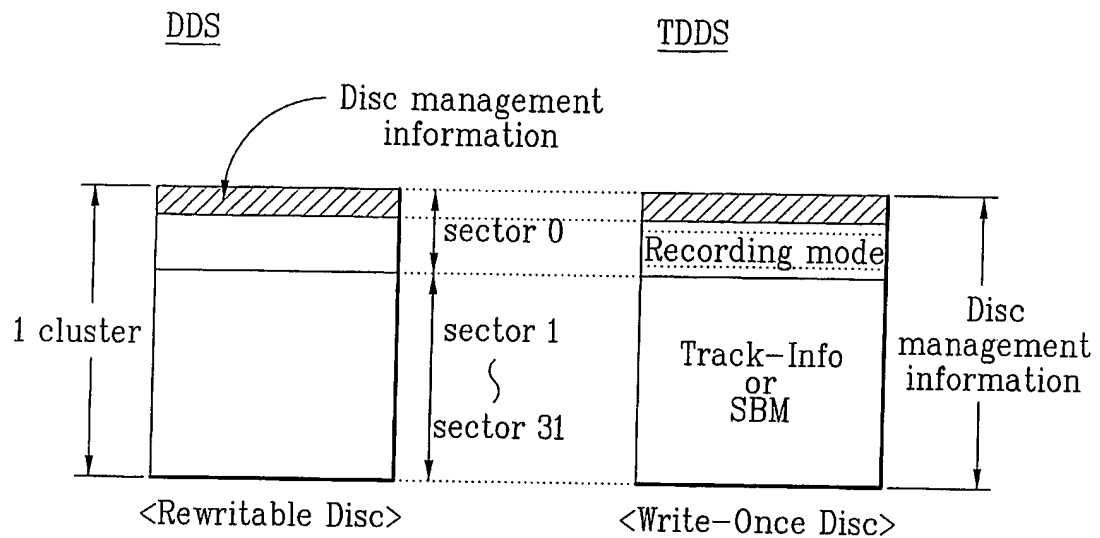 DDS
TDDS
Disc management
information
sector 0
Recording mode
1 cluster
sector 1
sector 31
Track-Info
or
SBM
Disc
management
information
<Rewritable Disc>
<Write-Once Disc>